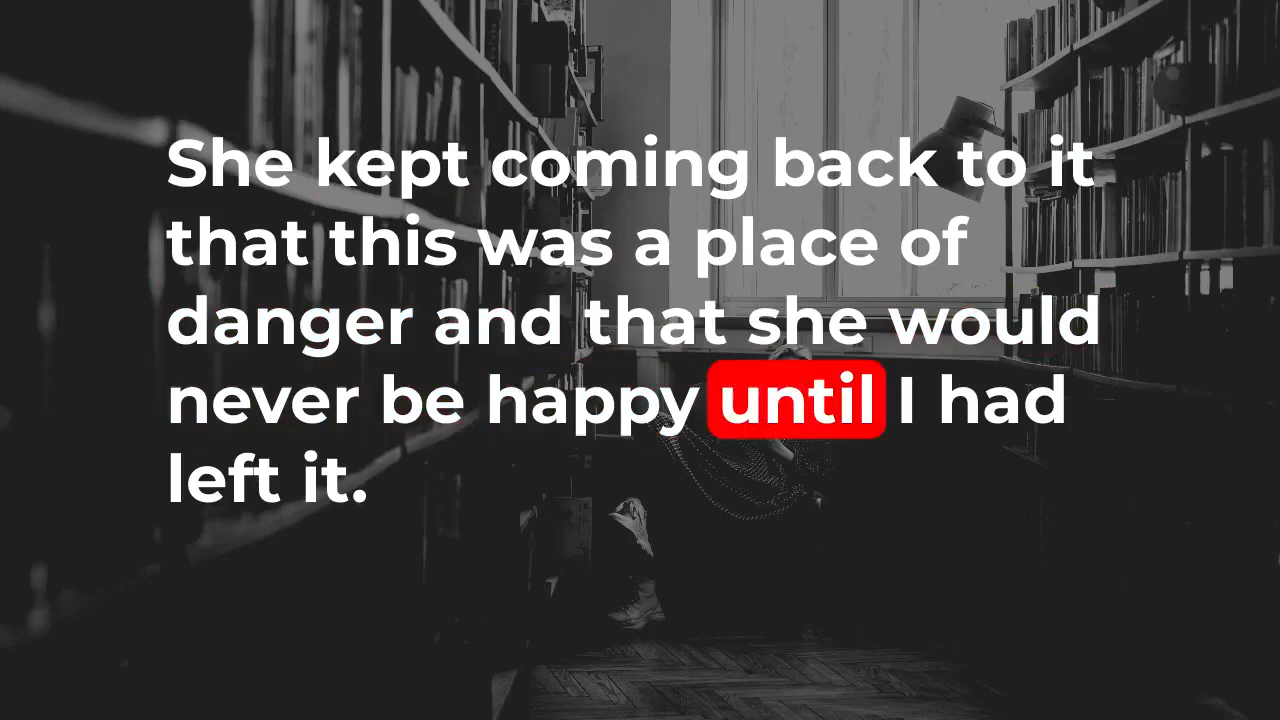 She kept coming back to it
that this was a place of
danger and that she would
never be happy until I had
left it.